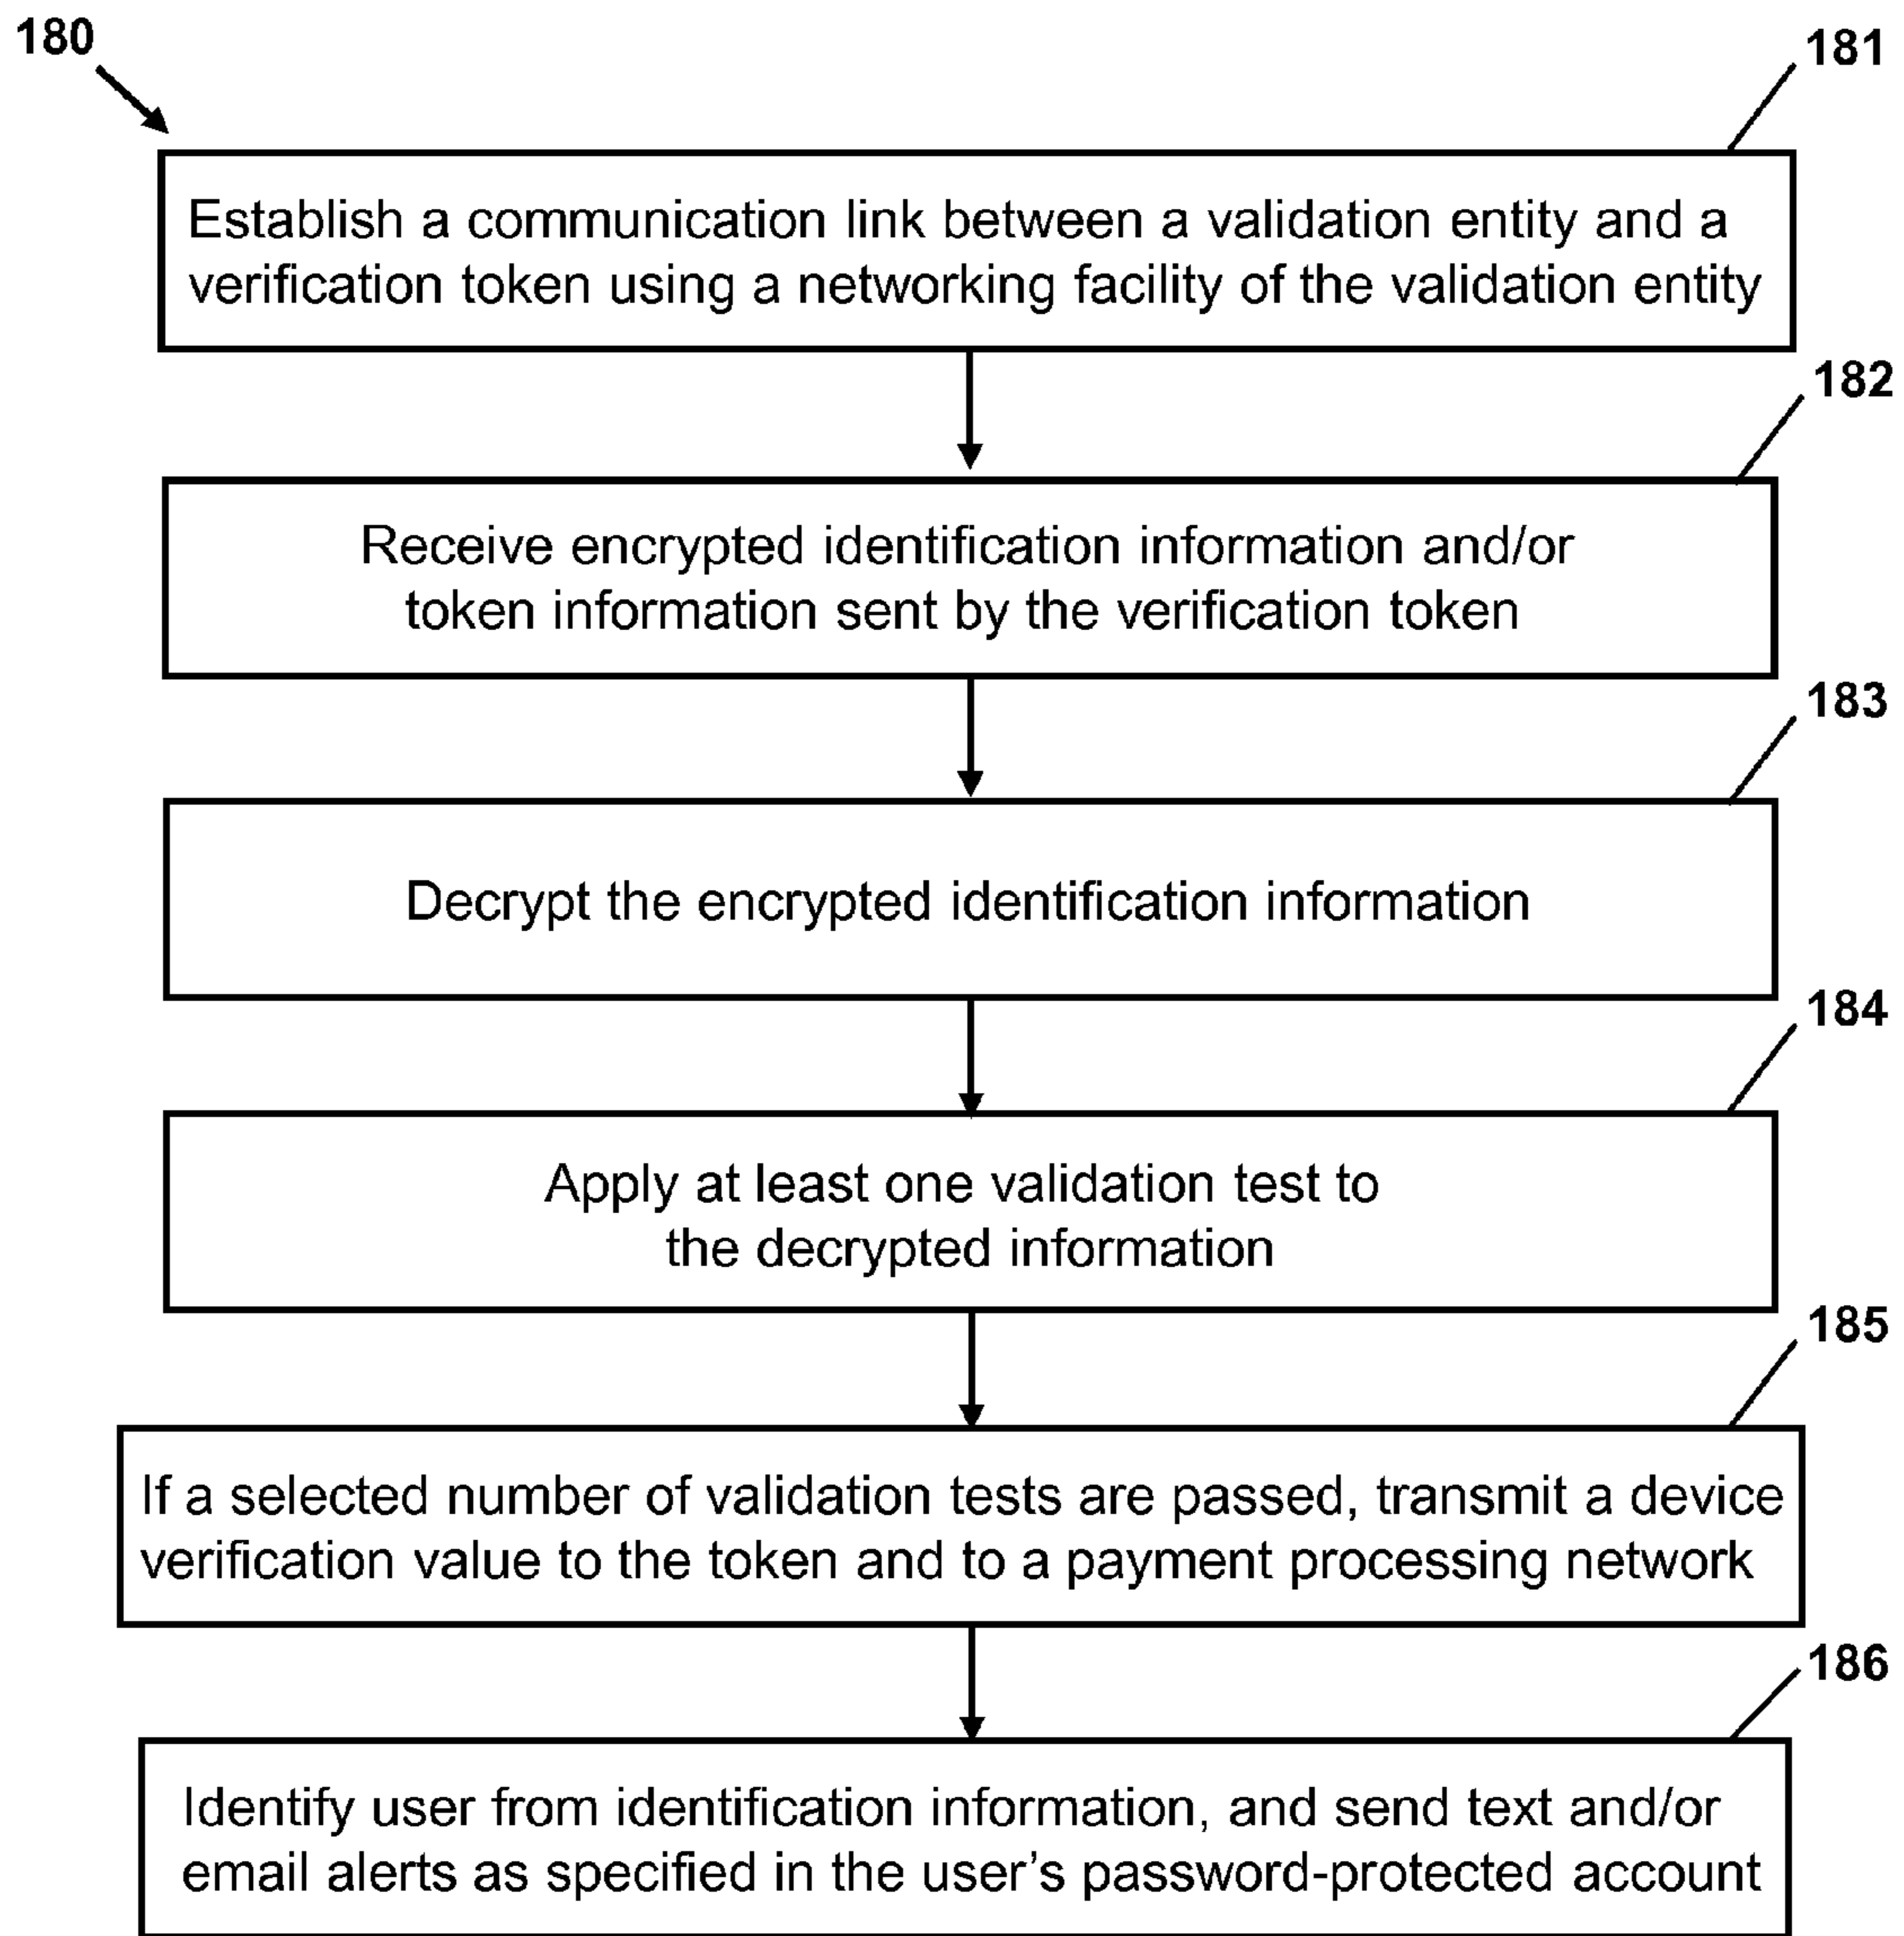 180
181
Establish a communication link between a validation entity and a
verification token using a networking facility of the validation entity
182
Receive encrypted identification information and/or
token information sent by the verification token
183
Decrypt the encrypted identification information
184
Apply at least one validation test to
the decrypted information
185
If a selected number of validation tests are passed, transmit a device
verification value to the token and to a payment processing network
186
Identify user from identification information, and send text and/or
email alerts as specified in the user's password-protected account